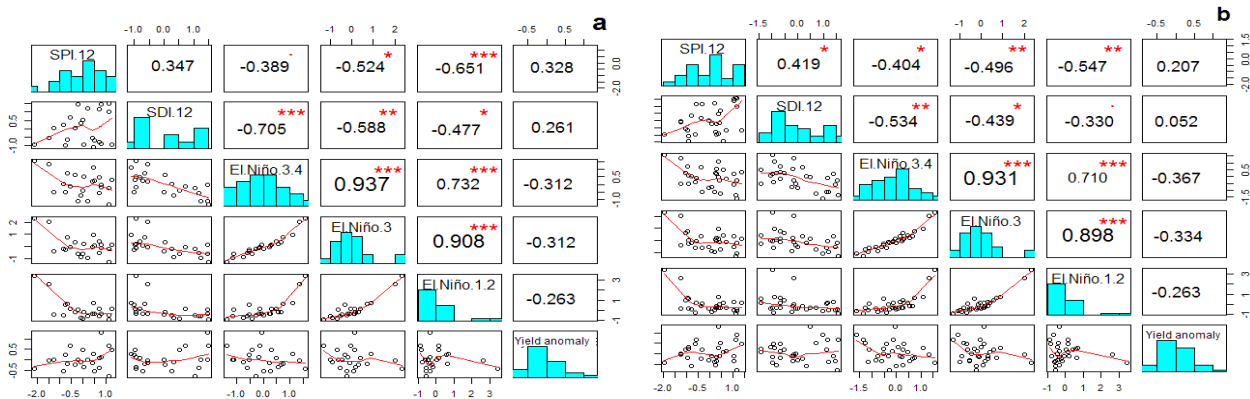 a
-1.0 0.0 1.0
-1 0 1 2
-0.5 0.5
SPI.12
0.347
-0.389
.
-0.524
*
-0.651
***
0.328
-2.0 0.0
SDI.12
-0.705
***
-0.588
**
-0.477
*
0.261
-1.0 0.5
El.Niño.3.4
0.937
***
0.732
***
-0.312
-1.0 0.5
El.Niño.3
0.908
***
-0.312
-1 1 2
El.Niño.1.2
-0.263
-1 1 3
Yield anomaly
-0.5 0.5
-2.0 0.0 1.0
-1.0 0.0 1.0
-1 0 1 2 3
b
-1.5 0.0 1.0
-1 0 1 2
-0.5 0.5
SPI.12
0.419
*
-0.404
*
-0.496
**
-0.547
**
0.207
-2.0 0.0
SDI.12
-0.534
**
-0.439
*
-0.330
.
0.052
El.Niño.3.4
0.931
***
0.710
***
-0.367
-1.5 0.5
El.Niño.3
0.898
***
-0.334
El.Niño.1.2
-0.263
-1 1 3
Yield anomaly
-2.0 0.0 1.0
-1.5 0.0 1.0
-1 0 1 2 3